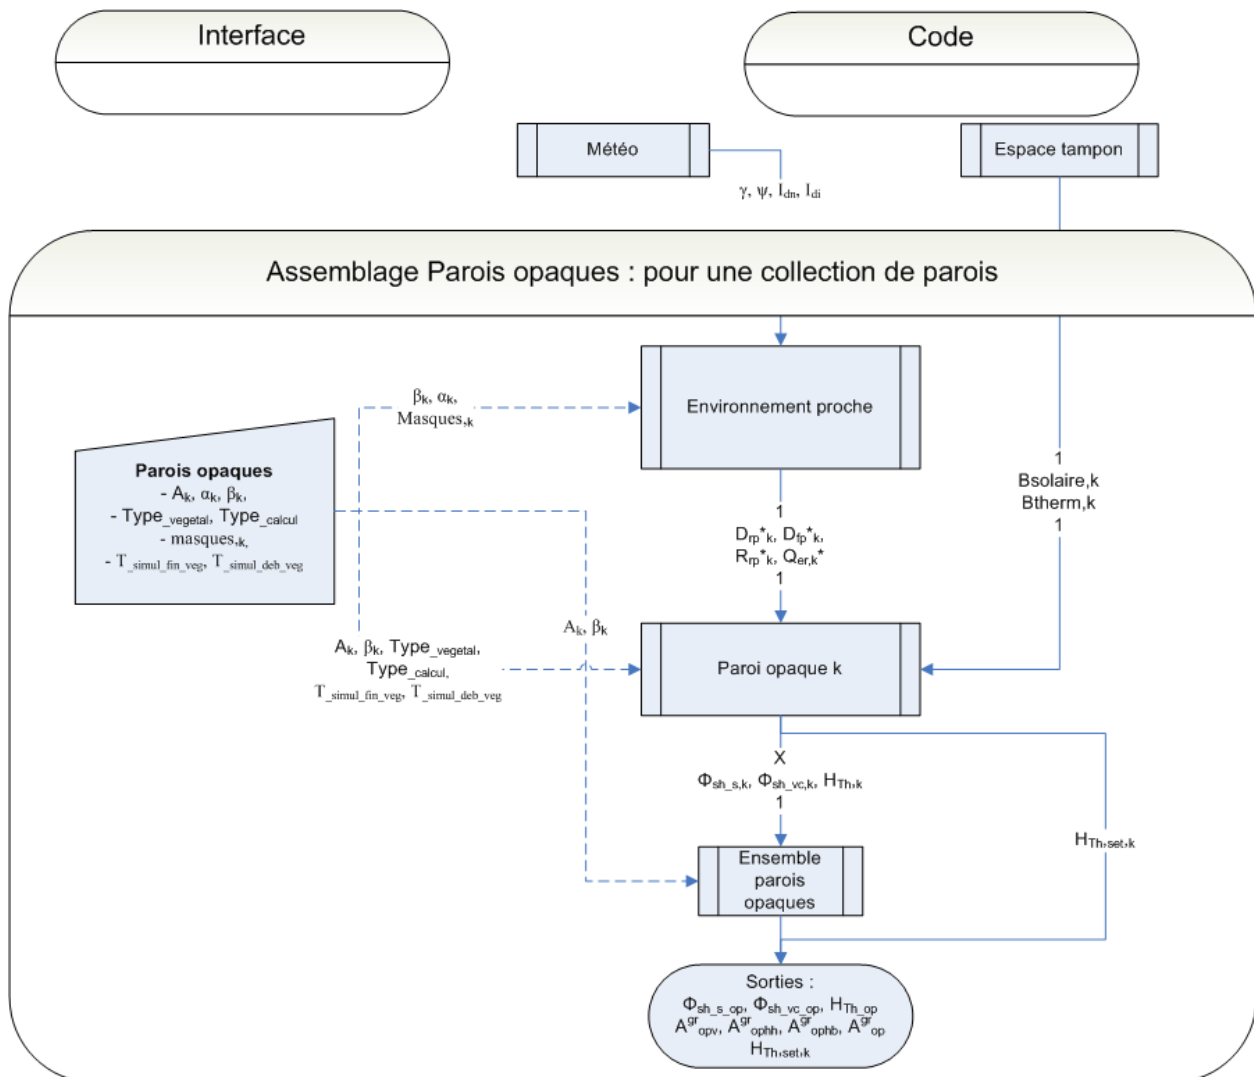 Interface
Code
Météo
Espace tampon
γ, ψ, I_dn, I_di
Assemblage Parois opaques : pour une collection de parois
β_k, α_k,
Masques,_k
Environnement proche
Parois opaques
- A_k, α_k, β_k,
- Type_vegetal, Type_calcul
- masques,_k,
- T_simul_fin_veg, T_simul_deb_veg
1
Bsolaire,k
Btherm,k
1
1
D_rp*_k, D_fp*_k,
R_rp*_k, Q_er,k*
1
A_k, β_k
A_k, β_k, Type_vegetal,
Type_calcul,
T_simul_fin_veg, T_simul_deb_veg
Paroi opaque k
X
Φ_sh_s,k, Φ_sh_vc,k, H_Th,k
1
H_Th,set,k
Ensemble
parois
opaques
Sorties :
Φ_sh_s_op, Φ_sh_vc_op, H_Th_op
A^gr_opv, A^gr_ophh, A^gr_ophb, A^gr_op
H_Th,set,k